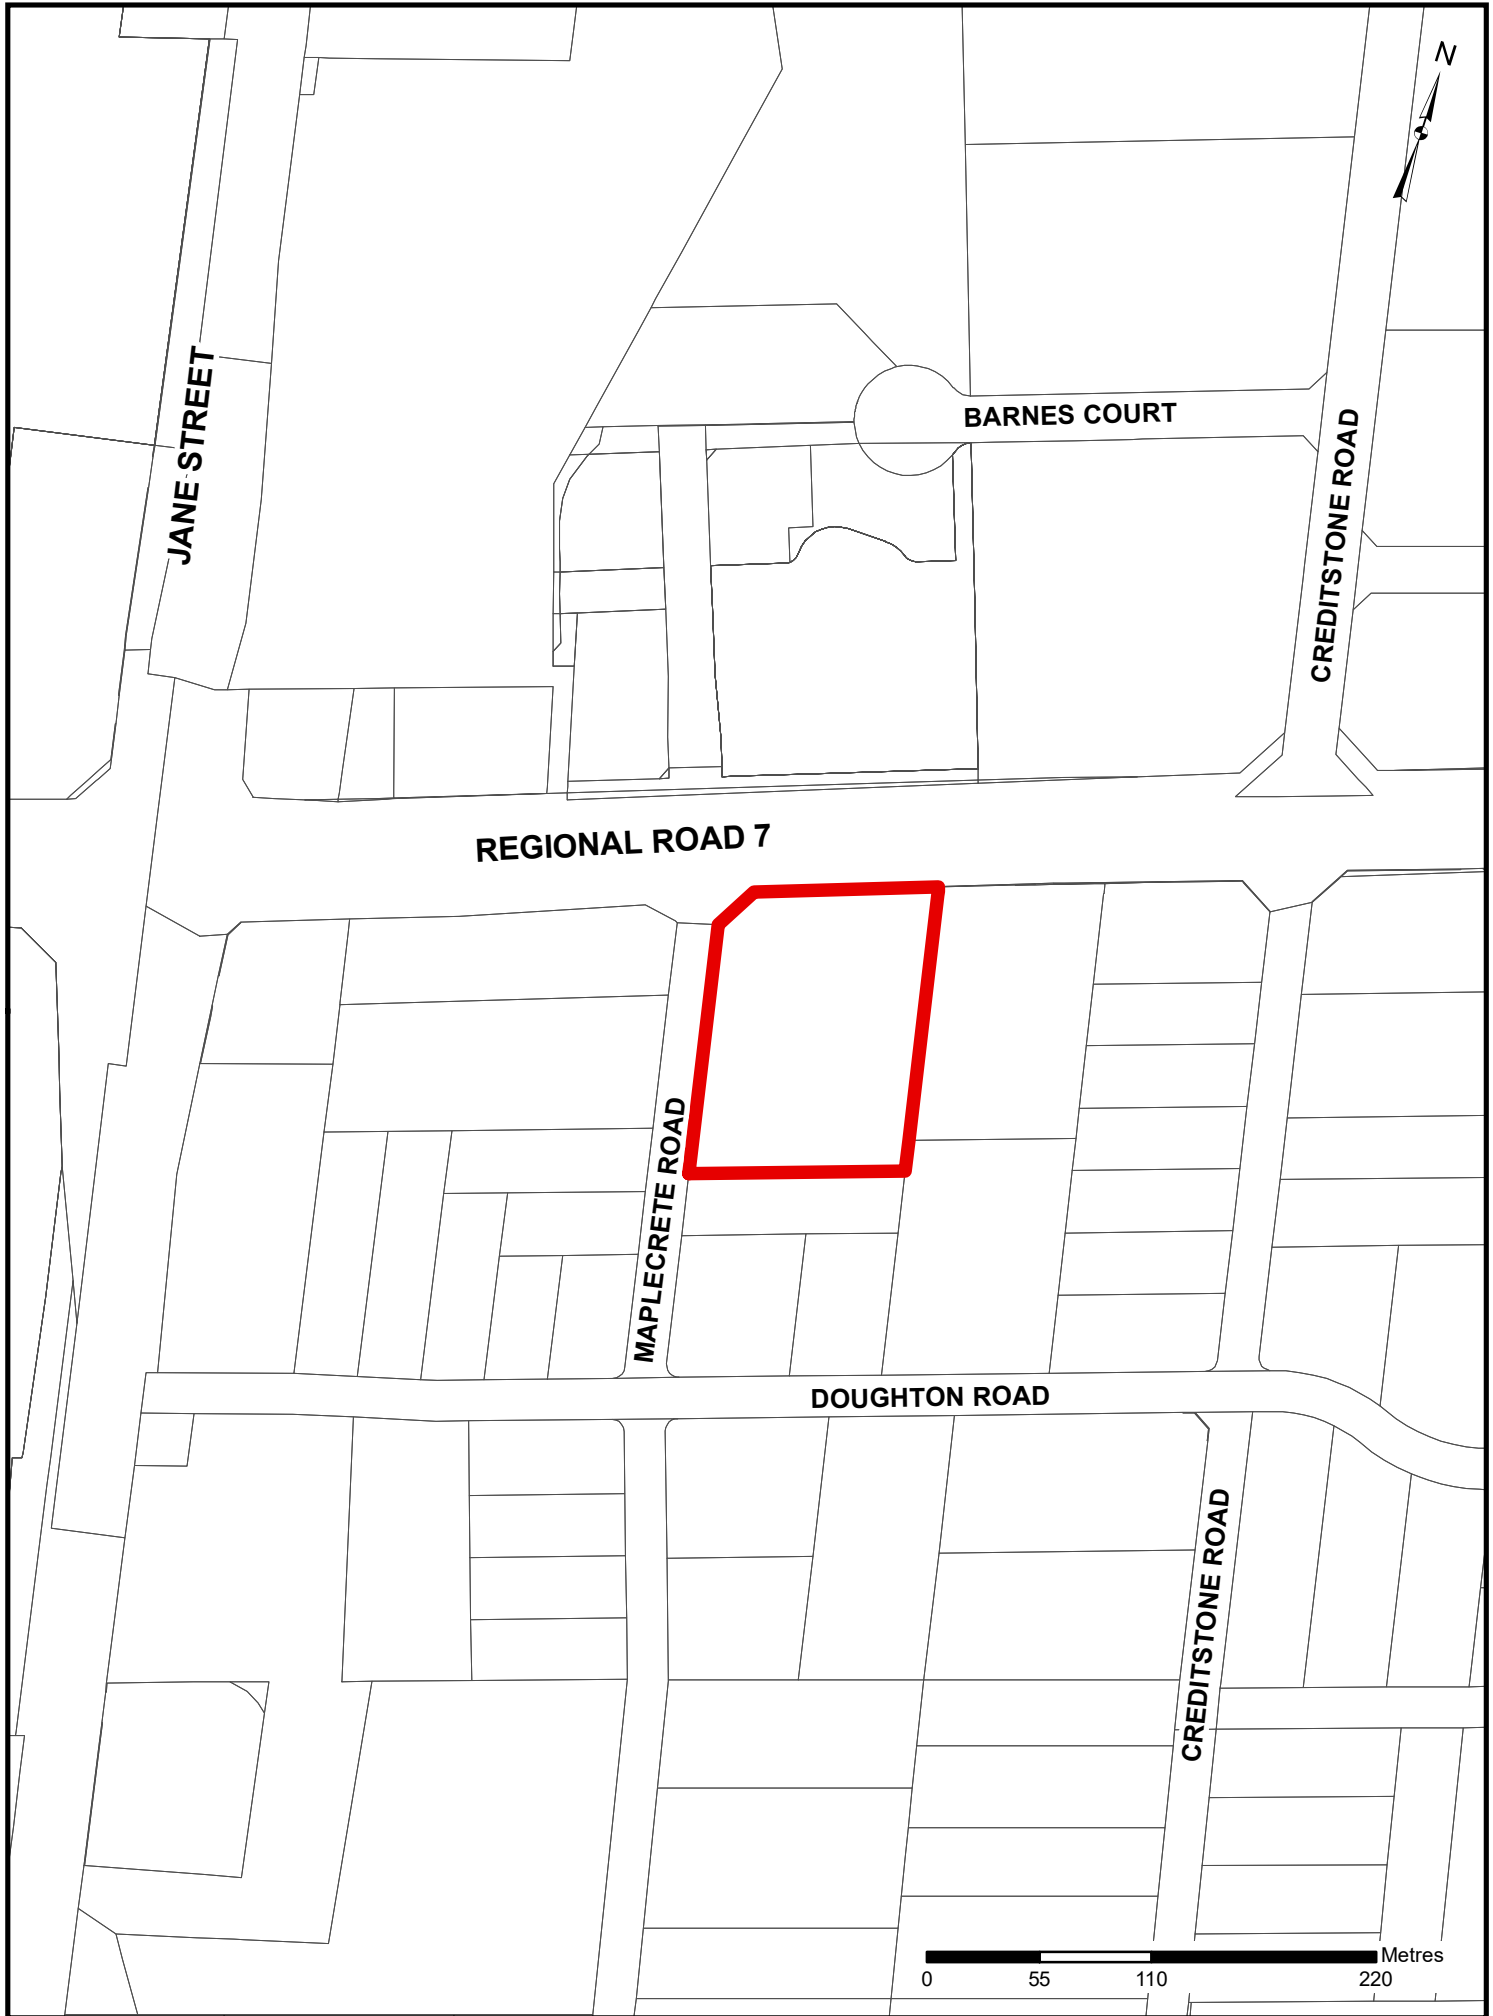 N
JANE STREET
BARNES COURT
CREDITSTONE ROAD
REGIONAL ROAD 7
MAPLECRETE ROAD
DOUGHTON ROAD
CREDITSTONE ROAD
Metres
0 55 110 220